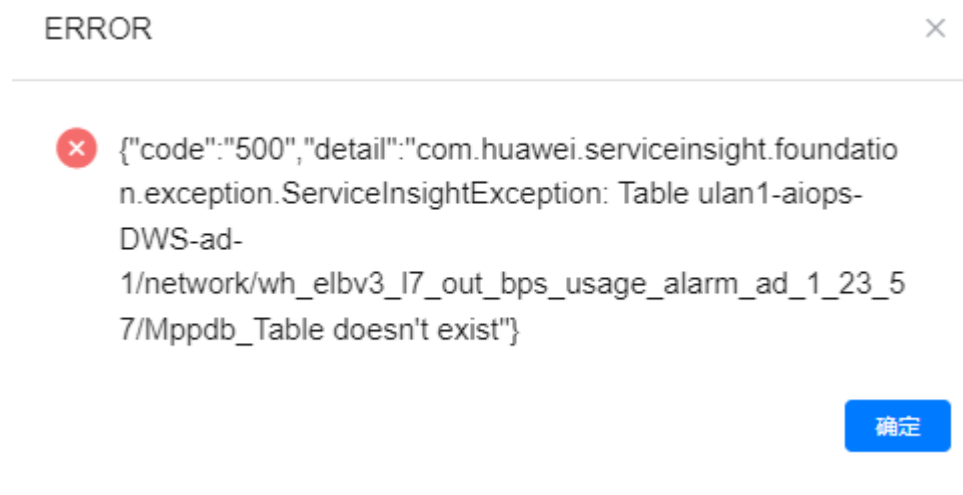 ERROR
{"code":"500","detail":"com.huawei.serviceinsight.foundatio
n.exception.ServiceInsightException: Table ulan1-aiops-
DWS-ad-
1/network/wh_elbv3_l7_out_bps_usage_alarm_ad_1_23_5
7/Mppdb_Table doesn't exist"}
确定